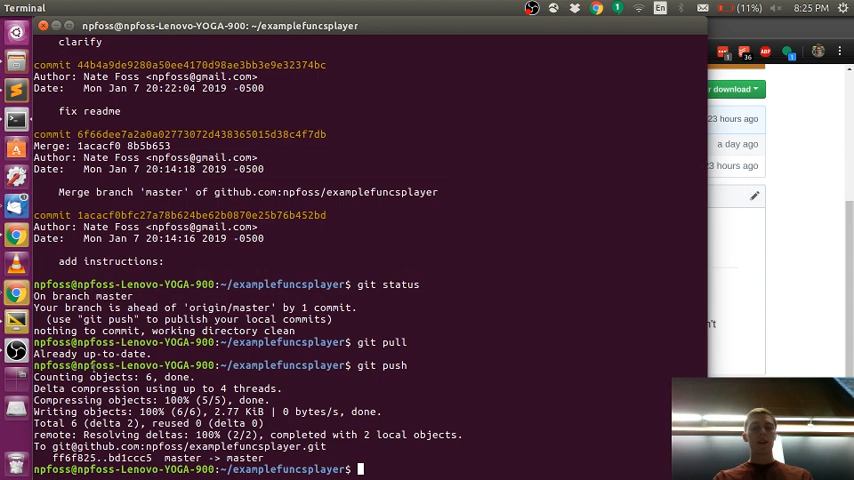 Terminal
En
(11%)
8:25 PM
npfoss@npfoss-Lenovo-YOGA-900: ~/examplefuncsplayer
clarify
commit 44b4a9de9280a50ee4170d98ae3bb3e9e32374bc
Author: Nate Foss <npfoss@gmail.com>
Date:   Mon Jan 7 20:22:04 2019 -0500
fix readme
commit 6f66dee7a2a0a02773072d438365015d38c4f7db
Merge: 1acacf0 8b5b653
Author: Nate Foss <npfoss@gmail.com>
Date:   Mon Jan 7 20:14:18 2019 -0500
Merge branch 'master' of github.com:npfoss/examplefuncsplayer
commit 1acacf0bfc27a78b624be62b0870e25b76b452bd
Author: Nate Foss <npfoss@gmail.com>
Date:   Mon Jan 7 20:14:16 2019 -0500
add instructions:
npfoss@npfoss-Lenovo-YOGA-900:~/examplefuncsplayer$ git status
On branch master
Your branch is ahead of 'origin/master' by 1 commit.
(use "git push" to publish your local commits)
nothing to commit, working directory clean
npfoss@npfoss-Lenovo-YOGA-900:~/examplefuncsplayer$ git pull
Already up-to-date.
npfoss@npfoss-Lenovo-YOGA-900:~/examplefuncsplayer$ git push
Counting objects: 6, done.
Delta compression using up to 4 threads.
Compressing objects: 100% (5/5), done.
Writing objects: 100% (6/6), 2.77 KiB | 0 bytes/s, done.
Total 6 (delta 2), reused 0 (delta 0)
remote: Resolving deltas: 100% (2/2), completed with 2 local objects.
To git@github.com:npfoss/examplefuncsplayer.git
ff6f825..bd1ccc5  master -> master
npfoss@npfoss-Lenovo-YOGA-900:~/examplefuncsplayer$
36
ABP
download
23 hours ago
a day ago
23 hours ago